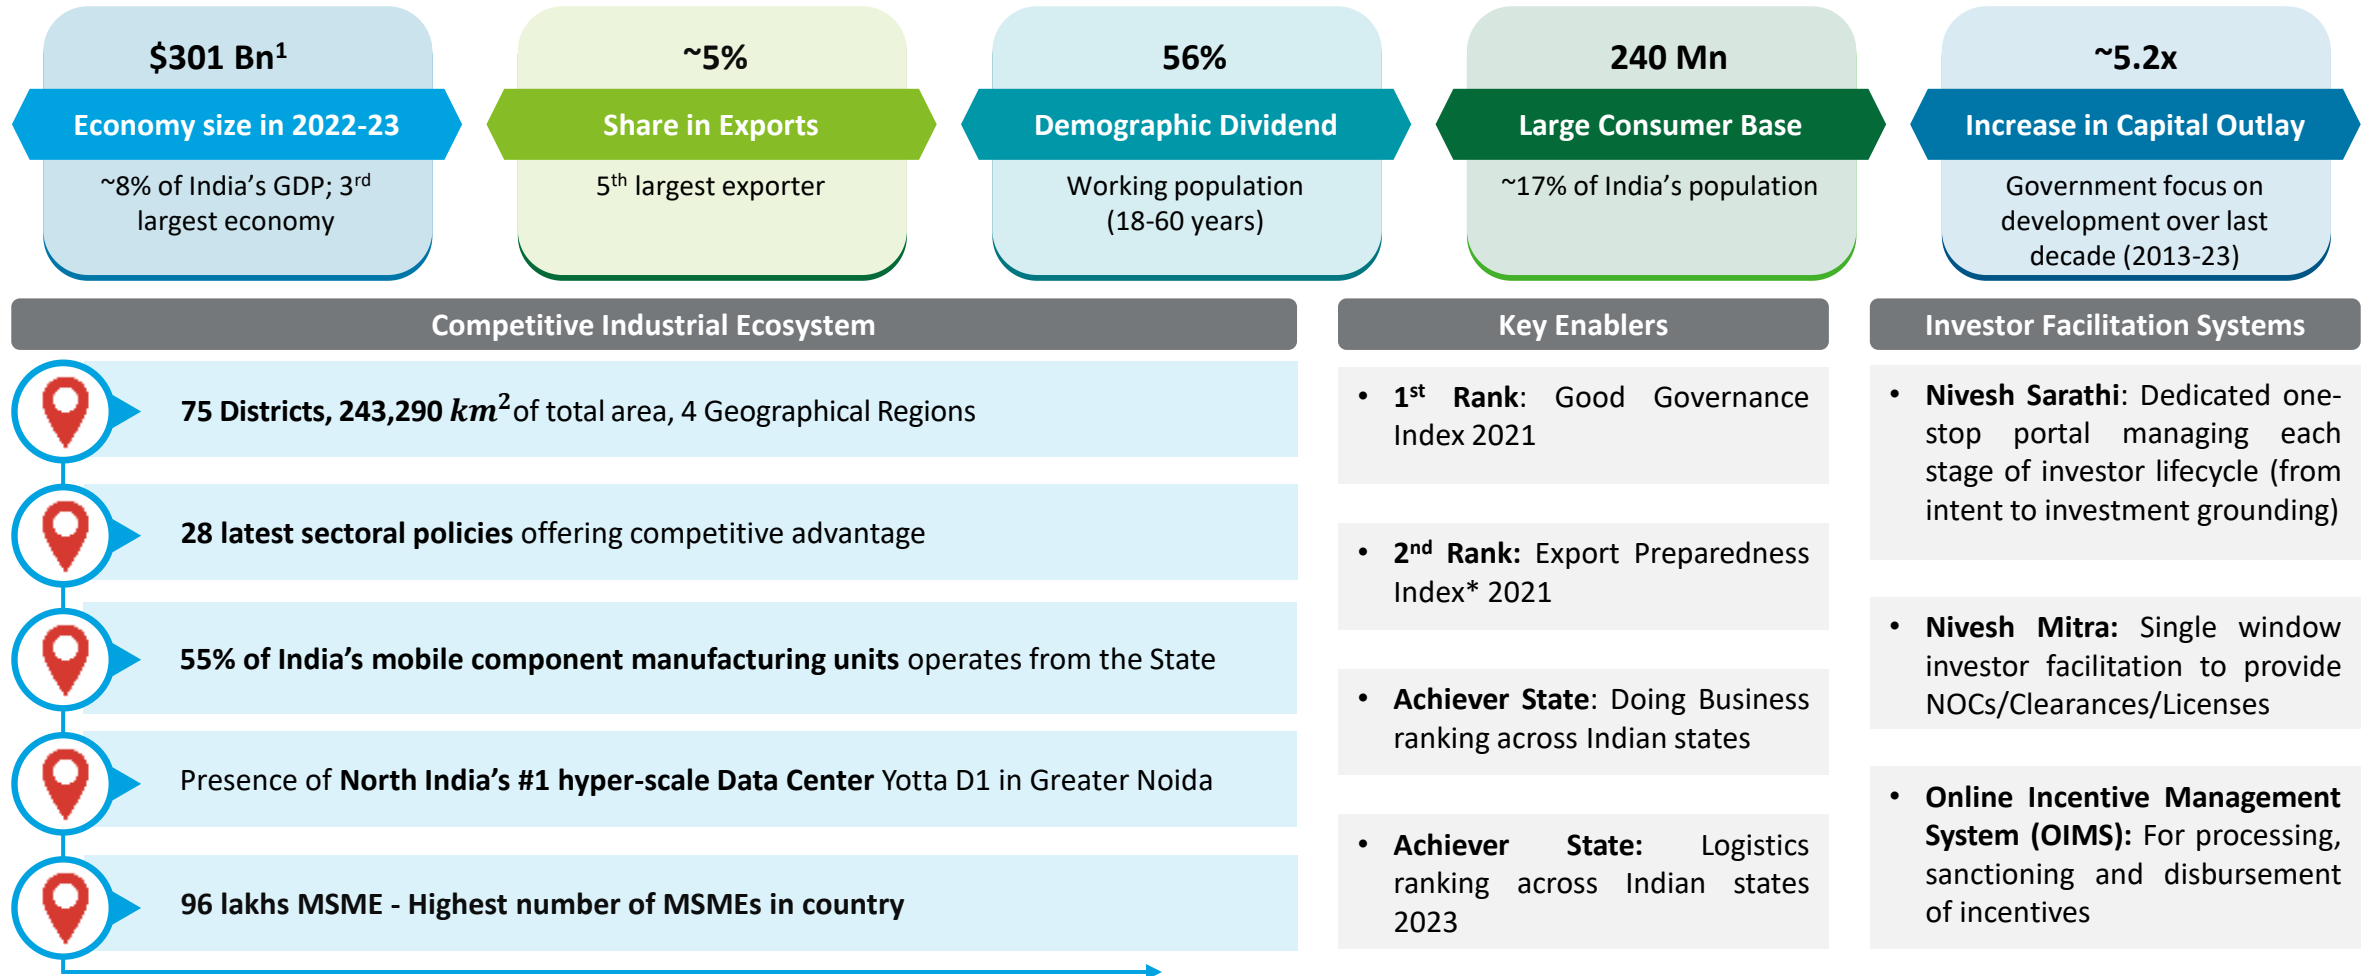 $301 Bn¹
Economy size in 2022-23
~8% of India’s GDP; 3rd
largest economy
~5%
Share in Exports
5th largest exporter
56%
Demographic Dividend
Working population
(18-60 years)
240 Mn
Large Consumer Base
~17% of India’s population
~5.2x
Increase in Capital Outlay
Government focus on
development over last
decade (2013-23)
Competitive Industrial Ecosystem
75 Districts, 243,290 km² of total area, 4 Geographical Regions
28 latest sectoral policies offering competitive advantage
55% of India’s mobile component manufacturing units operates from the State
Presence of North India’s #1 hyper-scale Data Center Yotta D1 in Greater Noida
96 lakhs MSME - Highest number of MSMEs in country
Key Enablers
• 1st Rank: Good Governance
Index 2021
• 2nd Rank: Export Preparedness
Index* 2021
• Achiever State: Doing Business
ranking across Indian states
• Achiever State: Logistics
ranking across Indian states
2023
Investor Facilitation Systems
• Nivesh Sarathi: Dedicated one-
stop portal managing each
stage of investor lifecycle (from
intent to investment grounding)
• Nivesh Mitra: Single window
investor facilitation to provide
NOCs/Clearances/Licenses
• Online Incentive Management
System (OIMS): For processing,
sanctioning and disbursement
of incentives